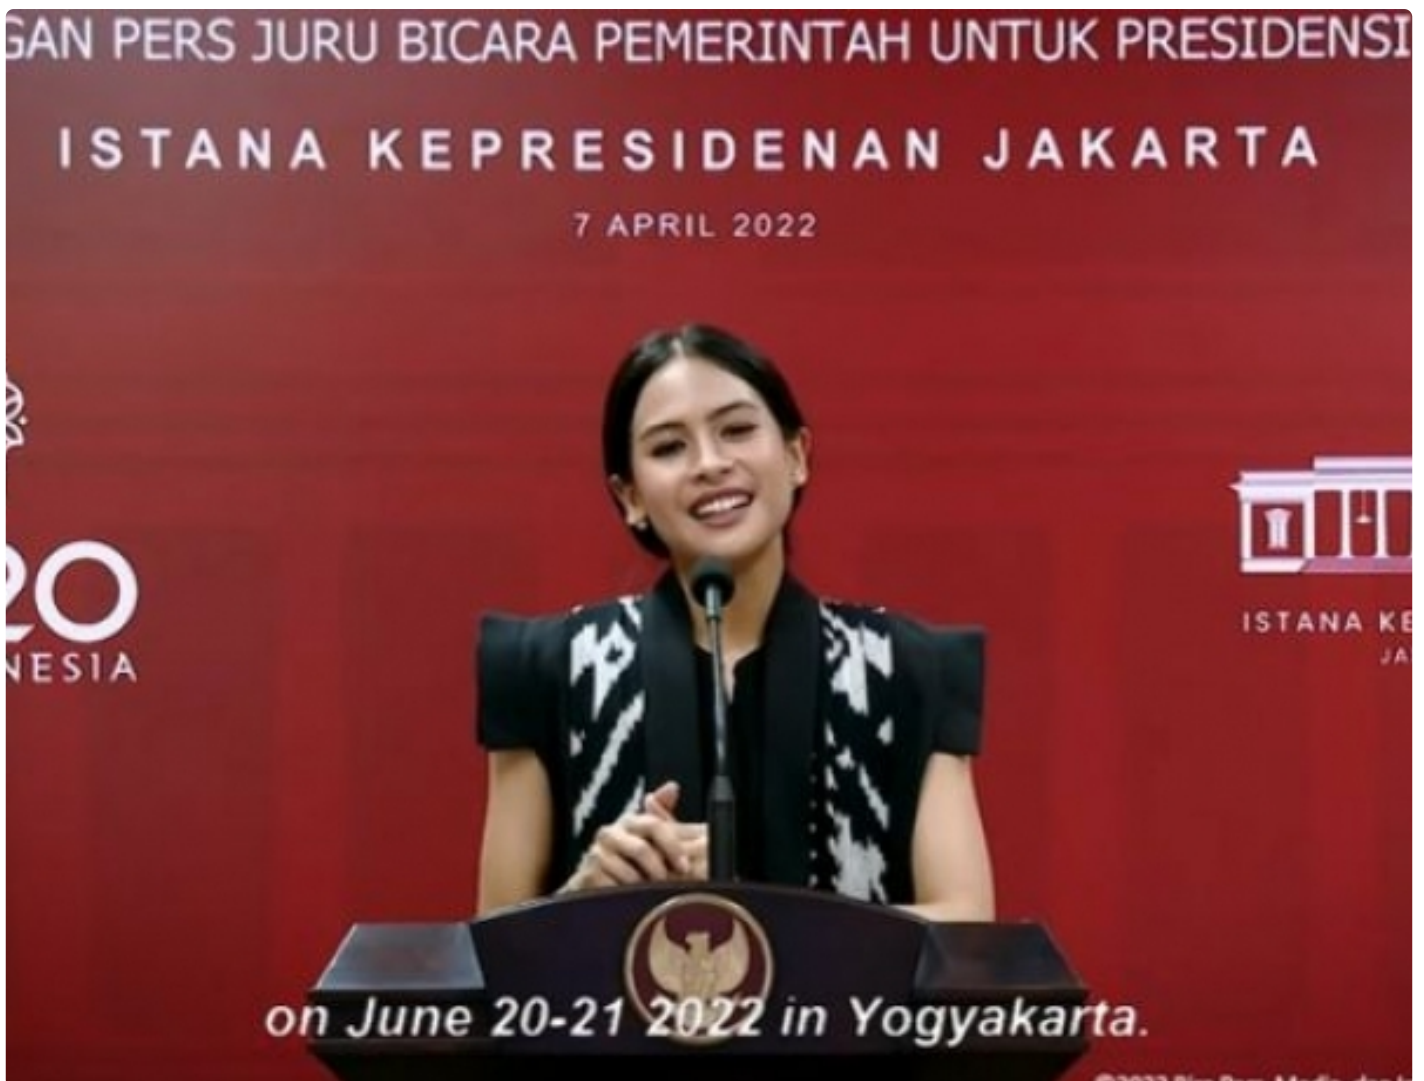 GAN PERS JURU BICARA PEMERINTAH UNTUK PRESIDENSI
ISTANA KEPRESIDENAN JAKARTA
7 APRIL 2022
20
NESIA
ISTANA KE
JA
on June 20-21 2022 in Yogyakarta.